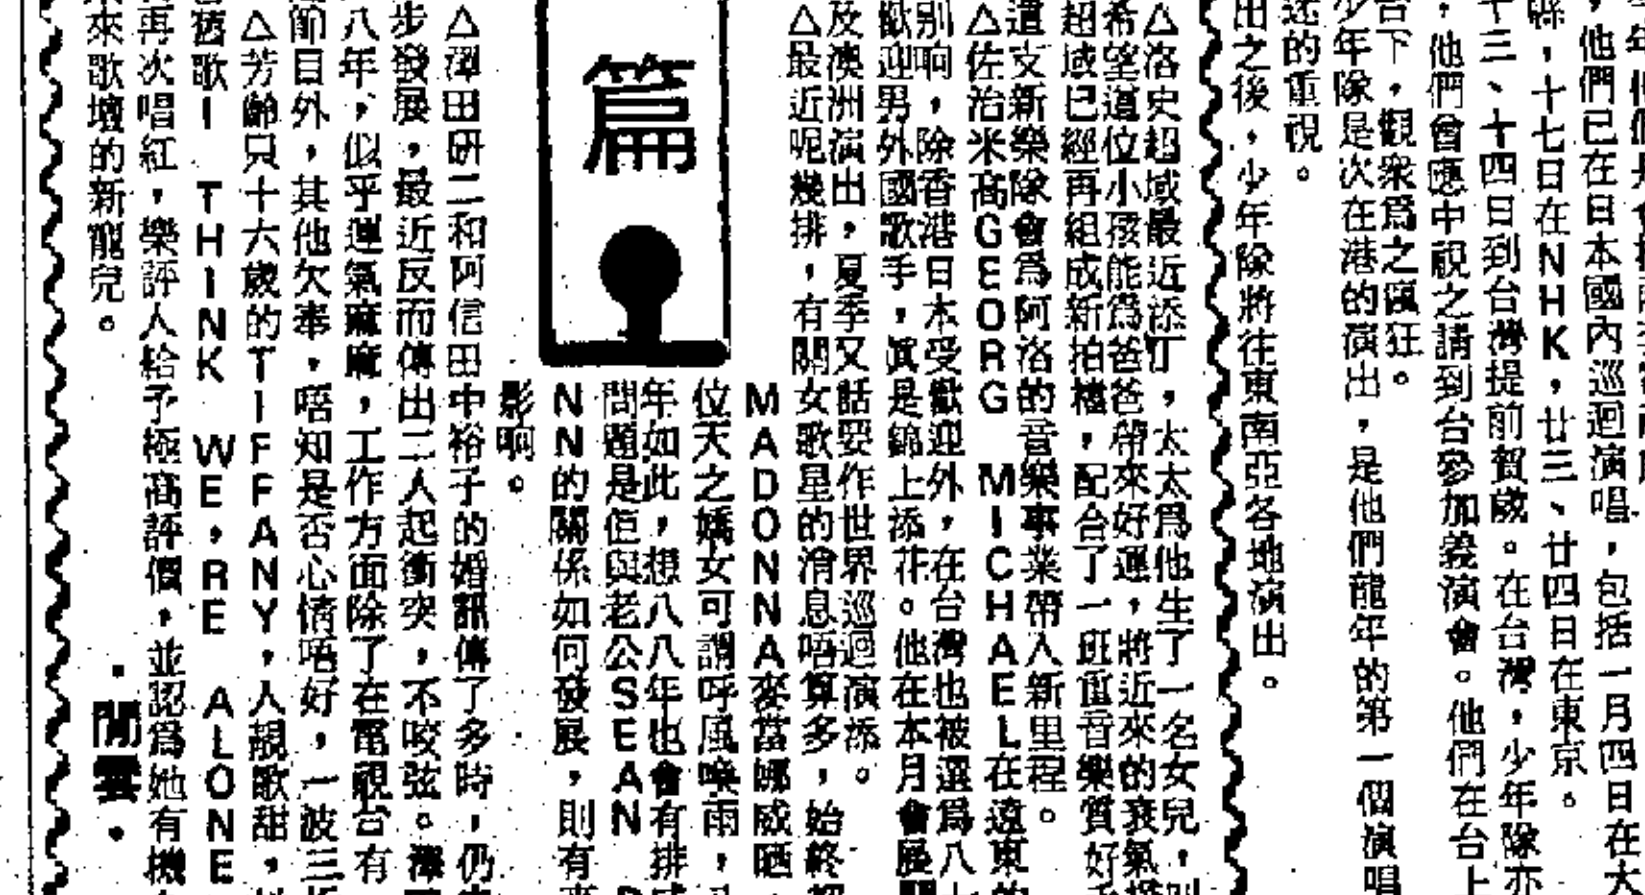 年他們
，他們已在日本國內巡迴演唱，包括一月四日在大
縣，十七日在NHK，廿三、廿四日在東京。
十三、十四日到台灣提前賀歲。在台灣，少年隊亦
，他們會應中視之請到台參加義演會。他們在台上
台下，觀衆爲之瘋狂。
少年隊是次在港的演出，是他們龍年的第一個演唱
的重視。
出之後，少年隊將往東南亞各地演出。
△洛史超域最近添丁，太太爲他生了一名女兒，
希望這位小孩能爲爸爸帶來好運，將近來的衰氣
超域已經再組成新拍檔，配合了一班重音樂質好
道文新樂隊會爲阿洛的音樂事業帶入新里程。
△佐治米高GEORG MICHAEL在遠東的
别响，除香港日本受歡迎外，在台灣也被選爲八
歡迎男外國歌手，眞是錦上添花。他在本月會展
及澳洲演出，夏季又話要作世界巡迴演添。
△最近呢幾排，有關女歌星的消息唔算多，始終
MADONNA麥當娜威晒，
位天之嬌女可謂呼風喚雨，
年如此，想八八年也會有排
問題是佢與老公SEAN
NN的關係如何發展，則有
影响。
篇
△澤田研二和阿信田中裕子的婚訊傳了多時，仍
步發展，最近反而傳出二人起衝突，不咬弦。澤
八年，似乎運氣麻麻，工作方面除了在電視台有
節目外，其他欠奉，唔知是否心情唔好，一波三折
△芳齡只十六歲的TIFFANY，人靚歌甜，
舊歌I THINK WE，RE ALONE
再次唱紅，樂評人給予極高評價，並認爲她有機
來歌壇的新寵兒。
・閒雲・